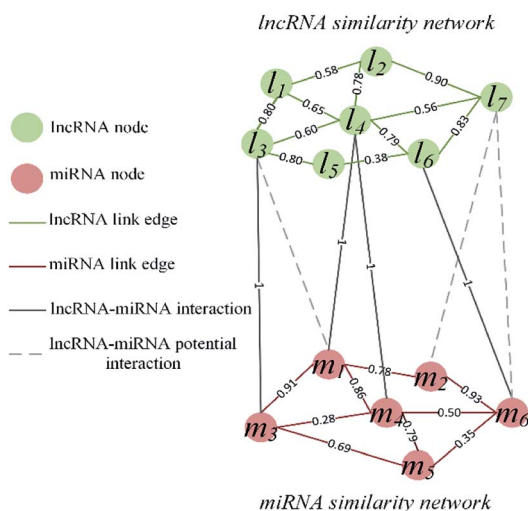 lncRNA similarity network
l2
l1
0.58
0.78
0.90
l7
0.80
0.65
0.56
l4
0.83
0.60
0.79
l3
0.80
l5
0.38
l6
lncRNA node
miRNA node
lncRNA link edge
miRNA link edge
lncRNA-miRNA interaction
lncRNA-miRNA potential
interaction
1
1
1
1
m1
0.78
m2
0.91
0.86
0.93
m3
0.28
m4
0.50
m6
0.79
0.69
0.35
m5
miRNA similarity network